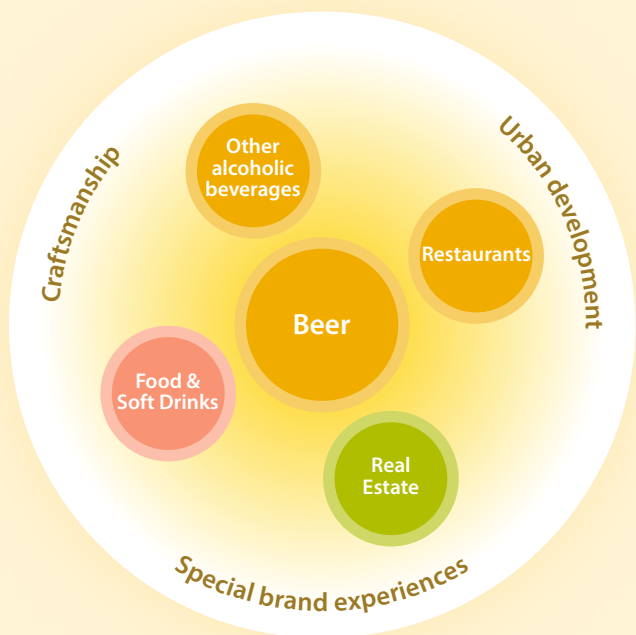 Craftsmanship
Urban development
Other
alcoholic
beverages
Restaurants
Beer
Food &
Soft Drinks
Real
Estate
Special brand experiences